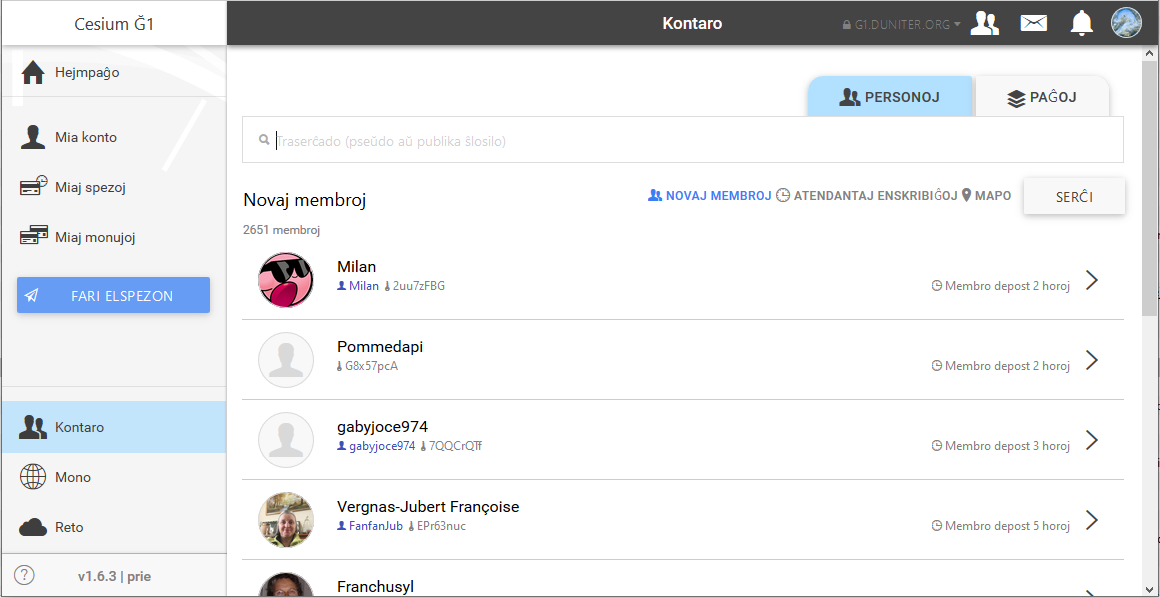 Cesium Ğ1
Kontaro
G1.DUNITER.ORG
Hejmpaĝo
Mia konto
Miaj spezoj
Miaj monujoj
FARI ELSPEZON
Kontaro
Mono
Reto
v1.6.3 | prie
PERSONOJ
PAĜOJ
Traserĉado (pseŭdo aŭ publika ŝlosilo)
Novaj membroj
NOVAJ MEMBROJ ATENDANTAJ ENSKRIBIĜOJ MAPO
SERĈI
2651 membroj
Milan
Milan 2uu7zFBG
Membro depost 2 horoj
Pommedapi
G8x57pcA
Membro depost 2 horoj
gabyjoce974
gabyjoce974 7QQCrQTf
Membro depost 3 horoj
Vergnas-Jubert Françoise
FanfanJub EPr63nuc
Membro depost 5 horoj
Franchusyl